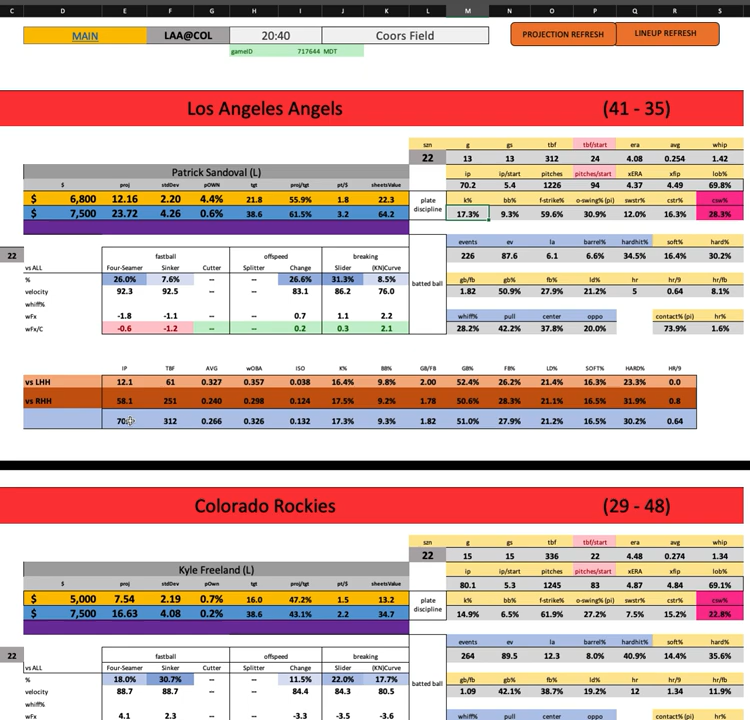 C D E F G H I J K L M N O P Q R S
MAIN LAA@COL 20:40 Coors Field PROJECTION REFRESH LINEUP REFRESH
gameID 717644 MDT
Los Angeles Angels (41 - 35)
szn g gs tbf tbf/start era avg whip
22 13 13 312 24 4.08 0.254 1.42
Patrick Sandoval (L) ip ip/start pitches pitches/start xERA xfip lob%
$ proj stdDev pOWN tgt proj/tgt pt/$ sheetsValue 70.2 5.4 1226 94 4.37 4.49 69.8%
$ 6,800 12.16 2.20 4.4% 21.8 55.9% 1.8 22.3 plate discipline k% bb% f-strike% o-swing% (pi) swstr% cstr% csw%
$ 7,500 23.72 4.26 0.6% 38.6 61.5% 3.2 64.2 17.3% 9.3% 59.6% 30.9% 12.0% 16.3% 28.3%
events ev la barrel% hardhit% soft% hard%
22 fastball offspeed breaking 226 87.6 6.1 6.6% 34.5% 16.4% 30.2%
vs ALL Four-Seamer Sinker Cutter Splitter Change Slider (KN)Curve
% 26.0% 7.6% -- -- 26.6% 31.3% 8.5% batted ball gb/fb gb% fb% ld% hr hr/9 hr/fb
velocity 92.3 92.5 -- -- 83.1 86.2 76.0 1.82 50.9% 27.9% 21.2% 5 0.64 8.1%
whiff%
wFx -1.8 -1.1 0.7 1.1 2.2 whiff% pull center oppo contact% (pi) hr%
wFx/C -0.6 -1.2 -- -- 0.2 0.3 2.1 28.2% 42.2% 37.8% 20.0% 73.9% 1.6%
IP TBF AVG wOBA ISO K% BB% GB/FB GB% FB% LD% SOFT% HARD% HR/9
vs LHH 12.1 61 0.327 0.357 0.038 16.4% 9.8% 2.00 52.4% 26.2% 21.4% 16.3% 23.3% 0.0
vs RHH 58.1 251 0.240 0.298 0.124 17.5% 9.2% 1.78 50.6% 28.3% 21.1% 16.5% 31.9% 0.8
312 0.266 0.326 0.132 17.3% 9.3% 1.82 51.0% 27.9% 21.2% 16.5% 30.2% 0.64
Colorado Rockies (29 - 48)
szn g gs tbf tbf/start era avg whip
22 15 15 336 22 4.48 0.274 1.34
Kyle Freeland (L) ip ip/start pitches pitches/start xERA xfip lob%
$ proj stdDev pOwn tgt proj/tgt pt/$ sheetsValue 80.1 5.3 1245 83 4.87 4.84 69.1%
$ 5,000 7.54 2.19 0.7% 16.0 47.2% 1.5 13.2 plate discipline k% bb% f-strike% o-swing% (pi) swstr% cstr% csw%
$ 7,500 16.63 4.08 0.2% 38.6 43.1% 2.2 34.7 14.9% 6.5% 61.9% 27.2% 7.5% 15.2% 22.8%
events ev la barrel% hardhit% soft% hard%
22 fastball offspeed breaking 264 89.5 12.3 8.0% 40.9% 14.4% 35.6%
vs ALL Four-Seamer Sinker Cutter Splitter Change Slider (KN)Curve
% 18.0% 30.7% -- -- 11.5% 22.0% 17.7% batted ball gb/fb gb% fb% ld% hr hr/9 hr/fb
velocity 88.7 88.7 -- -- 84.4 84.3 80.5 1.09 42.1% 38.7% 19.2% 12 1.34 11.9%
whiff%
wFx 4.1 2.3 -3.3 -3.5 -3.6 whiff% pull center oppo contact% (pi) hr%